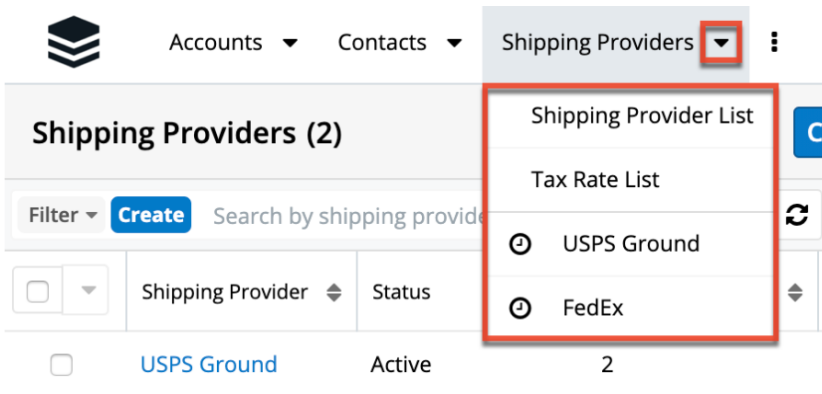 Accounts Contacts Shipping Providers
Shipping Provider List
Shipping Providers (2)
C
Tax Rate List
Filter Create Search by shipping provide
USPS Ground
Shipping Provider Status
FedEx
USPS Ground Active 2